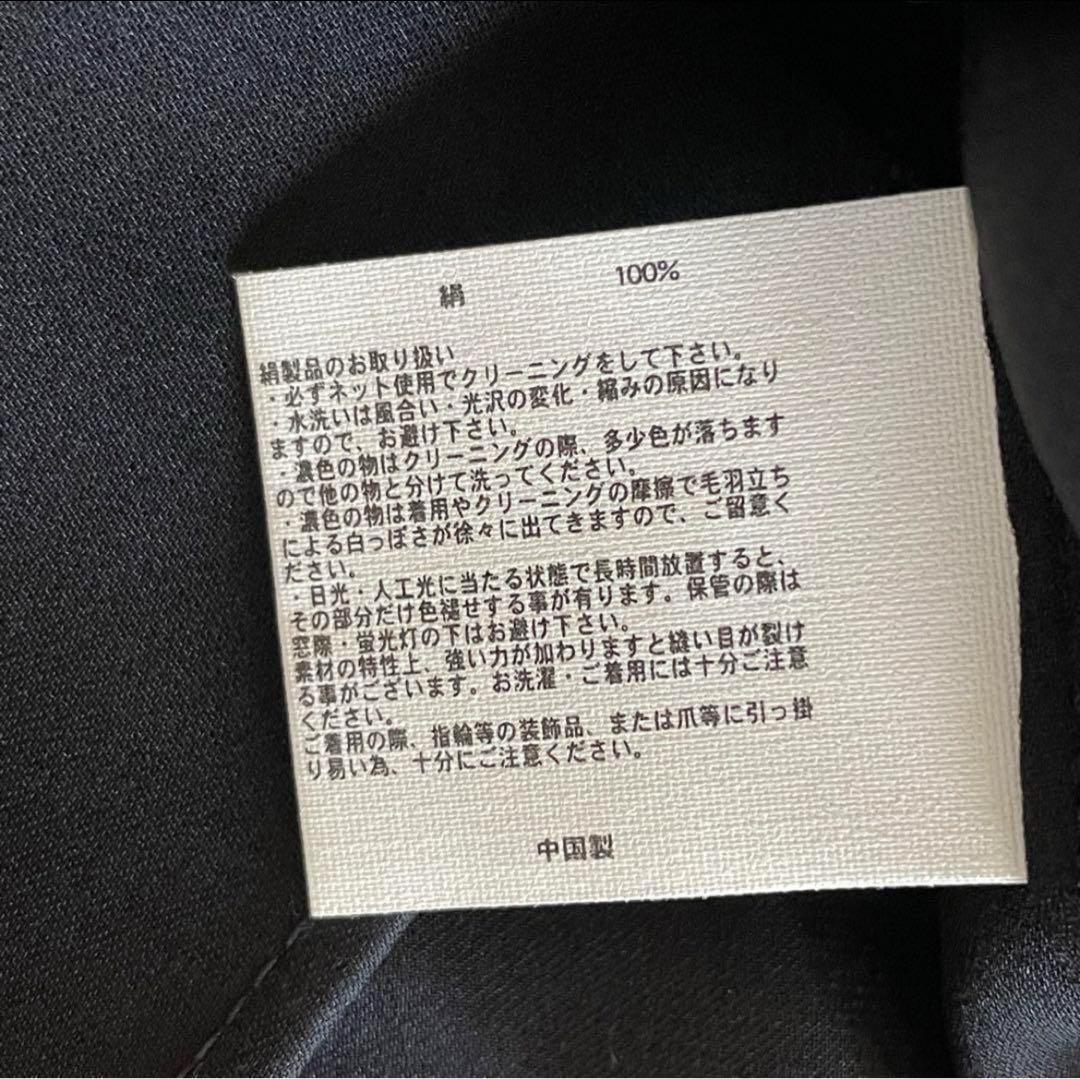 絹 100%
絹製品のお取り扱い
・必ずネット使用でクリーニングをして下さい。
・水洗いは風合い・光沢の変化・縮みの原因になり
ますので、お避け下さい。
・濃色の物はクリーニングの際、多少色が落ちます
ので他の物と分けて洗ってください。
・濃色の物は着用やクリーニングの摩擦で毛羽立ち
による白っぽさが徐々に出てきますので、ご留意く
ださい。
・日光・人工光に当たる状態で長時間放置すると、
その部分だけ色褪せする事が有ります。保管の際は
窓際・蛍光灯の下はお避け下さい。
素材の特性上、強い力が加わりますと縫い目が裂け
る事がございます。お洗濯・ご着用には十分ご注意
ください。
ご着用の際、指輪等の装飾品、または爪等に引っ掛
り易い為、十分にご注意ください。
中国製